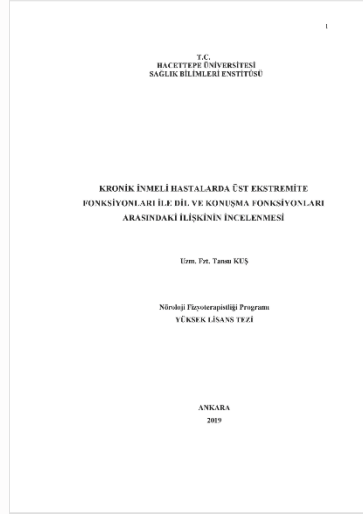 1
T.C.
HACETTEPE ÜNİVERSİTESİ
SAĞLIK BİLİMLERİ ENSTİTÜSÜ
KRONİK İNMELİ HASTALARDA ÜST EKSTREMİTE
FONKSİYONLARI İLE DİL VE KONUŞMA FONKSİYONLARI
ARASINDAKİ İLİŞKİNİN İNCELENMESİ
Uzm. Fzt. Tansu KUŞ
Nöroloji Fizyoterapistliği Programı
YÜKSEK LİSANS TEZİ
ANKARA
2019